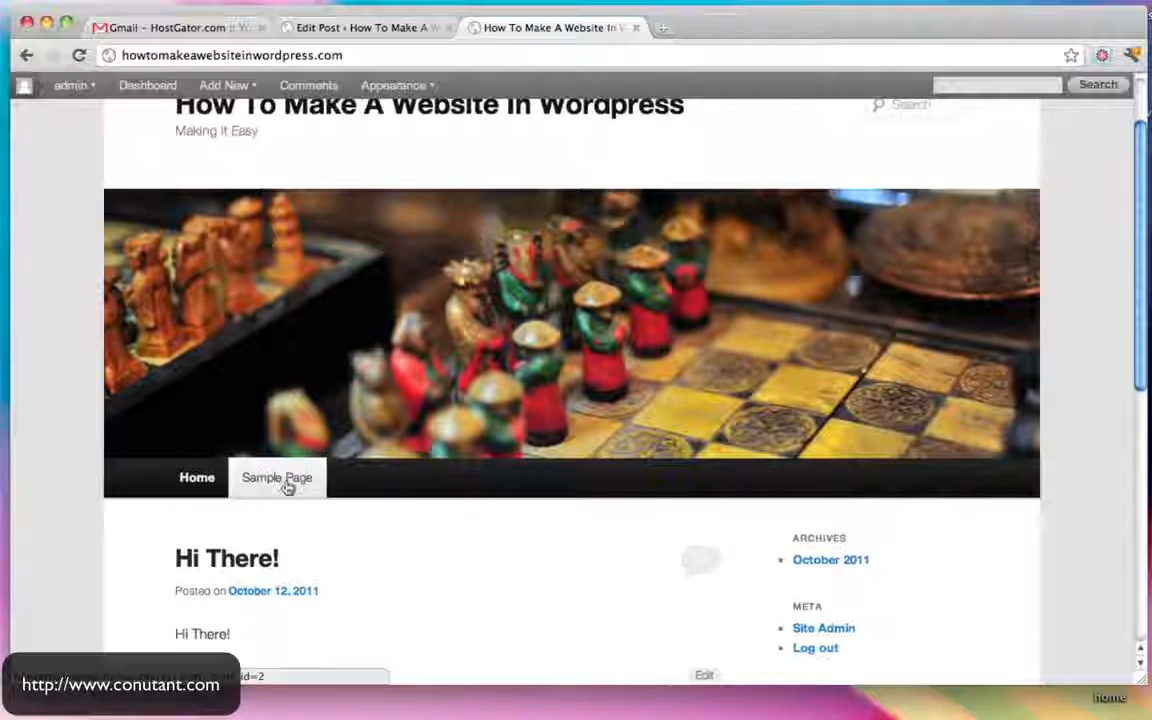 Gmail – HostGator.com :: W
Edit Post ‹ How To Make A W
How To Make A Website In W
howtomakeawebsiteinwordpress.com
admin
Dashboard
Add New
Comments
Appearance
Search
How To Make A Website In Wordpress
Search
Making It Easy
Home
Sample Page
Hi There!
Posted on October 12, 2011
Hi There!
ARCHIVES
October 2011
META
Site Admin
Log out
id=2
Edit
http://www.conutant.com
home